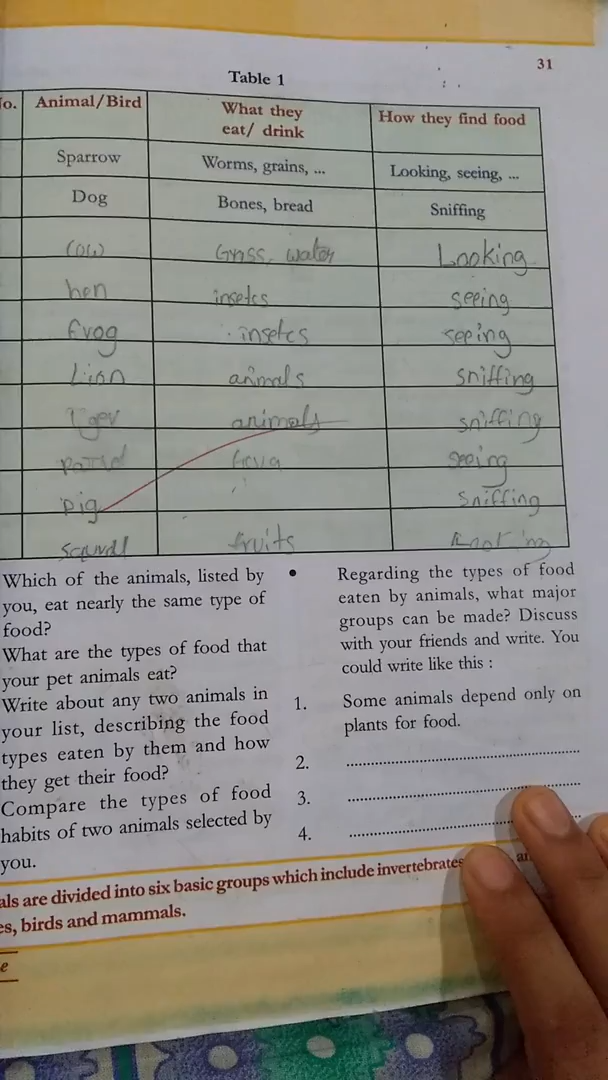 31
Table 1
o. Animal/Bird What they eat/ drink How they find food
Sparrow Worms, grains, ... Looking, seeing, ...
Dog Bones, bread Sniffing
cow Grass, water Looking
hen insetcs seeing
frog insetcs seeing
Lion animals sniffing
animals sniffing
seeing
pig sniffing
fruits Looking
Which of the animals, listed by
you, eat nearly the same type of
food?
What are the types of food that
your pet animals eat?
Write about any two animals in
your list, describing the food
types eaten by them and how
they get their food?
Compare the types of food
habits of two animals selected by
you.
• Regarding the types of food
eaten by animals, what major
groups can be made? Discuss
with your friends and write. You
could write like this :
1. Some animals depend only on
plants for food.
2.
3.
4.
als are divided into six basic groups which include invertebrates
es, birds and mammals.
e